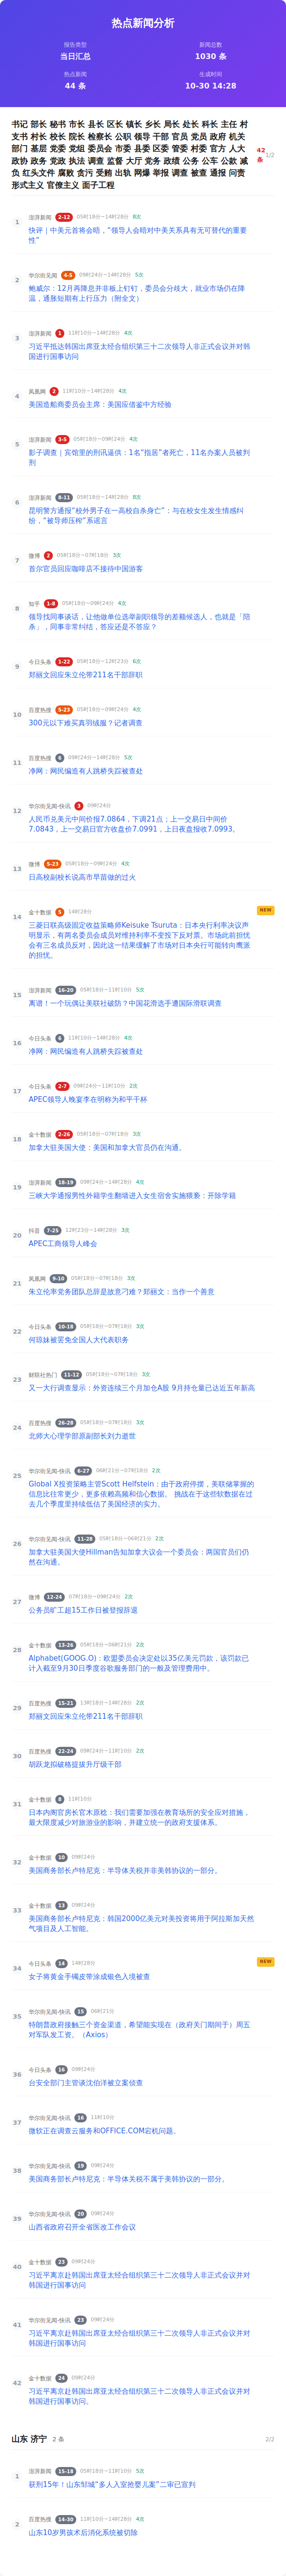 热点新闻分析
报告类型
新闻总数
当日汇总
1030 条
热点新闻
生成时间
44 条
10-30 14:28
书记 部长 秘书 市长 县长 区长 镇长 乡长 局长 处长 科长 主任 村
支书 村长 校长 院长 检察长 公职 领导 干部 官员 党员 政府 机关
部门 基层 党委 党组 委员会 市委 县委 区委 管委 村委 官方 人大
政协 政务 党政 执法 调查 监督 大厅 党务 政绩 公务 公车 公款 减
负 红头文件 腐败 贪污 受贿 出轨 网爆 举报 调查 被查 通报 问责
形式主义 官僚主义 面子工程
42
条
1/2
1
澎湃新闻 2-12 05时18分~14时28分 8次
快评｜中美元首将会晤，“领导人会晤对中美关系具有无可替代的重要
性”
2
华尔街见闻 4-5 09时24分~14时28分 5次
鲍威尔：12月再降息并非板上钉钉，委员会分歧大，就业市场仍在降
温，通胀短期有上行压力（附全文）
3
澎湃新闻 1 11时10分~14时28分 4次
习近平抵达韩国出席亚太经合组织第三十二次领导人非正式会议并对韩
国进行国事访问
4
凤凰网 2 11时10分~14时28分 4次
美国造船商委员会主席：美国应借鉴中方经验
5
澎湃新闻 3-5 05时18分~09时24分 4次
影子调查｜宾馆里的刑讯逼供：1名“指居”者死亡，11名办案人员被判
刑
6
澎湃新闻 8-11 05时18分~14时28分 8次
昆明警方通报“校外男子在一高校自杀身亡”：与在校女生发生情感纠
纷，“被导师压榨”系谣言
7
微博 2 05时18分~07时18分 3次
首尔官员回应咖啡店不接待中国游客
8
知乎 1-8 05时18分~09时24分 4次
领导找同事谈话，让他做单位选举副职领导的差额候选人，也就是「陪
杀」，同事非常纠结，答应还是不答应？
9
今日头条 1-22 05时18分~12时23分 6次
郑丽文回应朱立伦带211名干部辞职
10
百度热搜 5-23 05时18分~09时24分 4次
300元以下难买真羽绒服？记者调查
11
百度热搜 6 09时24分~14时28分 5次
净网：网民编造有人跳桥失踪被查处
12
华尔街见闻-快讯 3 09时24分
人民币兑美元中间价报7.0864，下调21点；上一交易日中间价
7.0843，上一交易日官方收盘价7.0991，上日夜盘报收7.0993。
13
微博 5-23 05时18分~09时24分 4次
日高校副校长说高市早苗做的过火
14
金十数据 5 14时28分
NEW
三菱日联高级固定收益策略师Keisuke Tsuruta：日本央行利率决议声
明显示，有两名委员会成员对维持利率不变投下反对票。市场此前担忧
会有三名成员反对，因此这一结果缓解了市场对日本央行可能转向鹰派
的担忧。
15
澎湃新闻 16-20 05时18分~11时10分 5次
离谱！一个玩偶让美联社破防？中国花滑选手遭国际滑联调查
16
今日头条 6 11时10分~14时28分 4次
净网：网民编造有人跳桥失踪被查处
17
今日头条 2-7 09时24分~11时10分 2次
APEC领导人晚宴李在明称为和平干杯
18
金十数据 2-26 05时18分~07时18分 3次
加拿大驻美国大使：美国和加拿大官员仍在沟通。
19
澎湃新闻 18-19 09时24分~14时28分 4次
三峡大学通报男性外籍学生翻墙进入女生宿舍实施猥亵：开除学籍
20
抖音 7-25 12时23分~14时28分 3次
APEC工商领导人峰会
21
凤凰网 9-10 05时18分~07时18分 3次
朱立伦率党务团队总辞是故意刁难？郑丽文：当作一个善意
22
今日头条 10-18 05时18分~07时18分 3次
何琼妹被罢免全国人大代表职务
23
财联社热门 11-12 05时18分~07时18分 3次
又一大行调查显示：外资连续三个月加仓A股 9月持仓量已达近五年新高
24
百度热搜 26-28 05时18分~07时18分 3次
北师大心理学部原副部长刘力逝世
25
华尔街见闻-快讯 6-27 06时21分~07时18分 2次
Global X投资策略主管Scott Helfstein：由于政府停摆，美联储掌握的
信息比往常更少，更多依赖高频和信心数据。 挑战在于这些软数据在过
去几个季度里持续低估了美国经济的实力。
26
华尔街见闻-快讯 11-28 05时18分~06时21分 2次
加拿大驻美国大使Hillman告知加拿大议会一个委员会：两国官员们仍
然在沟通。
27
微博 12-24 07时18分~09时24分 2次
公务员旷工超15工作日被登报辞退
28
金十数据 13-26 05时18分~06时21分 2次
Alphabet(GOOG.O)：欧盟委员会决定处以35亿美元罚款，该罚款已
计入截至9月30日季度谷歌服务部门的一般及管理费用中。
29
百度热搜 15-21 13时18分~14时28分 2次
郑丽文回应朱立伦带211名干部辞职
30
百度热搜 22-24 09时24分~11时10分 2次
胡跃龙拟破格提拔升厅级干部
31
金十数据 8 11时10分
日本内阁官房长官木原稔：我们需要加强在教育场所的安全应对措施，
最大限度减少对旅游业的影响，并建立统一的政府支援体系。
32
金十数据 10 09时24分
美国商务部长卢特尼克：半导体关税并非美韩协议的一部分。
33
金十数据 13 09时24分
美国商务部长卢特尼克：韩国2000亿美元对美投资将用于阿拉斯加天然
气项目及人工智能。
34
今日头条 14 14时28分
NEW
女子将黄金手镯皮带涂成银色入境被查
35
华尔街见闻-快讯 15 06时21分
特朗普政府接触三个资金渠道，希望能实现在（政府关门期间于）周五
对军队发工资。（Axios）
36
今日头条 16 09时24分
台安全部门主管谈沈伯洋被立案侦查
37
华尔街见闻-快讯 16 11时10分
微软正在调查云服务和OFFICE.COM宕机问题。
38
华尔街见闻-快讯 19 09时24分
美国商务部长卢特尼克：半导体关税不属于美韩协议的一部分。
39
华尔街见闻-快讯 20 09时24分
山西省政府召开全省医改工作会议
40
金十数据 23 09时24分
习近平离京赴韩国出席亚太经合组织第三十二次领导人非正式会议并对
韩国进行国事访问
41
华尔街见闻-快讯 23 09时24分
习近平离京赴韩国出席亚太经合组织第三十二次领导人非正式会议并对
韩国进行国事访问
42
金十数据 24 09时24分
习近平离京赴韩国出席亚太经合组织第三十二次领导人非正式会议并对
韩国进行国事访问。
山东 济宁 2 条
2/2
1
澎湃新闻 15-18 05时18分~11时10分 5次
获刑15年！山东邹城“多人入室抢婴儿案”二审已宣判
2
百度热搜 14-30 11时10分~14时28分 4次
山东10岁男孩术后消化系统被切除